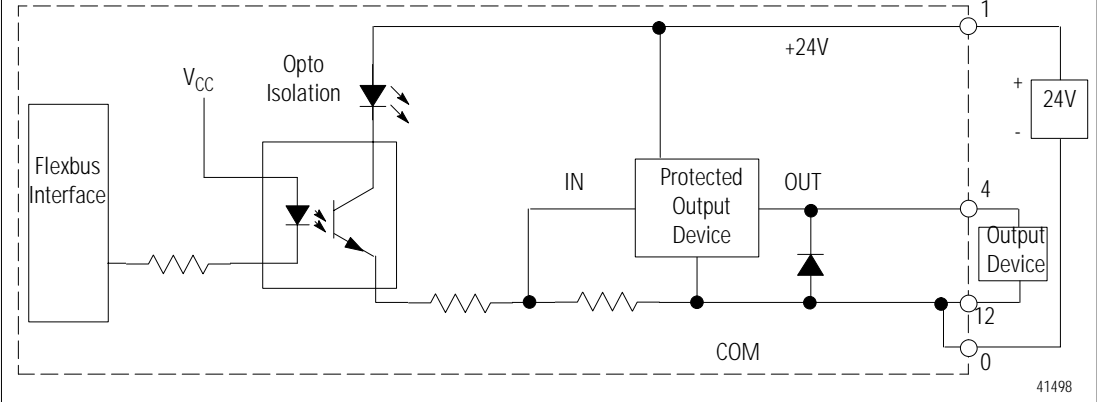 1
+24V
Opto
Isolation
VCC
+
24V
-
Flexbus
Interface
IN
Protected
Output
Device
OUT
4
Output
Device
12
COM
0
41498